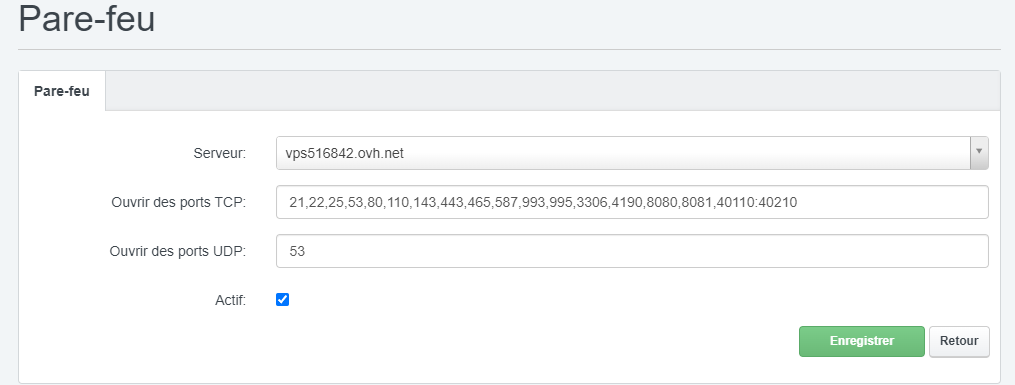 Pare-feu
Pare-feu
Serveur: vps516842.ovh.net
Ouvrir des ports TCP: 21,22,25,53,80,110,143,443,465,587,993,995,3306,4190,8080,8081,40110:40210
Ouvrir des ports UDP: 53
Actif:
Enregistrer Retour